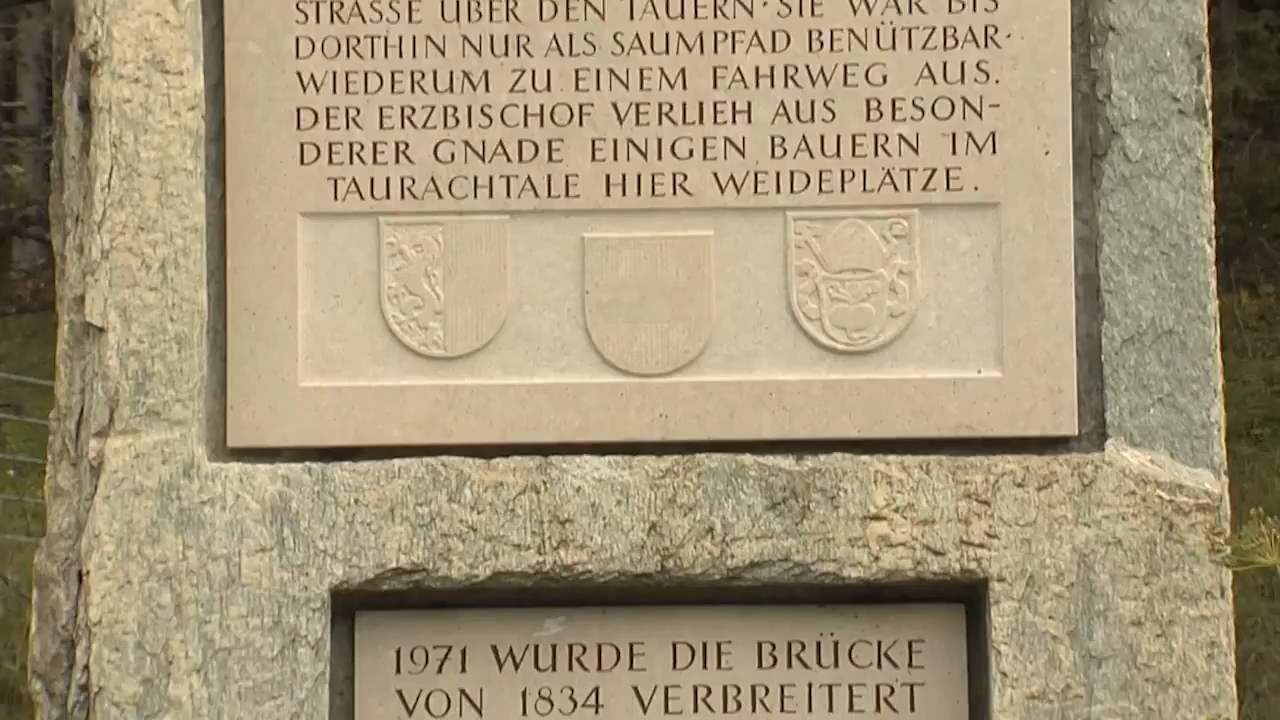 STRASSE ÜBER DEN TAUERN · SIE WAR BIS
DORTHIN NUR ALS SAUMPFAD BENÜTZBAR ·
WIEDERUM ZU EINEM FAHRWEG AUS.
DER ERZBISCHOF VERLIEH AUS BESON-
DERER GNADE EINIGEN BAUERN IM
TAURACHTALE HIER WEIDEPLÄTZE.
1971 WURDE DIE BRÜCKE
VON 1834 VERBREITERT